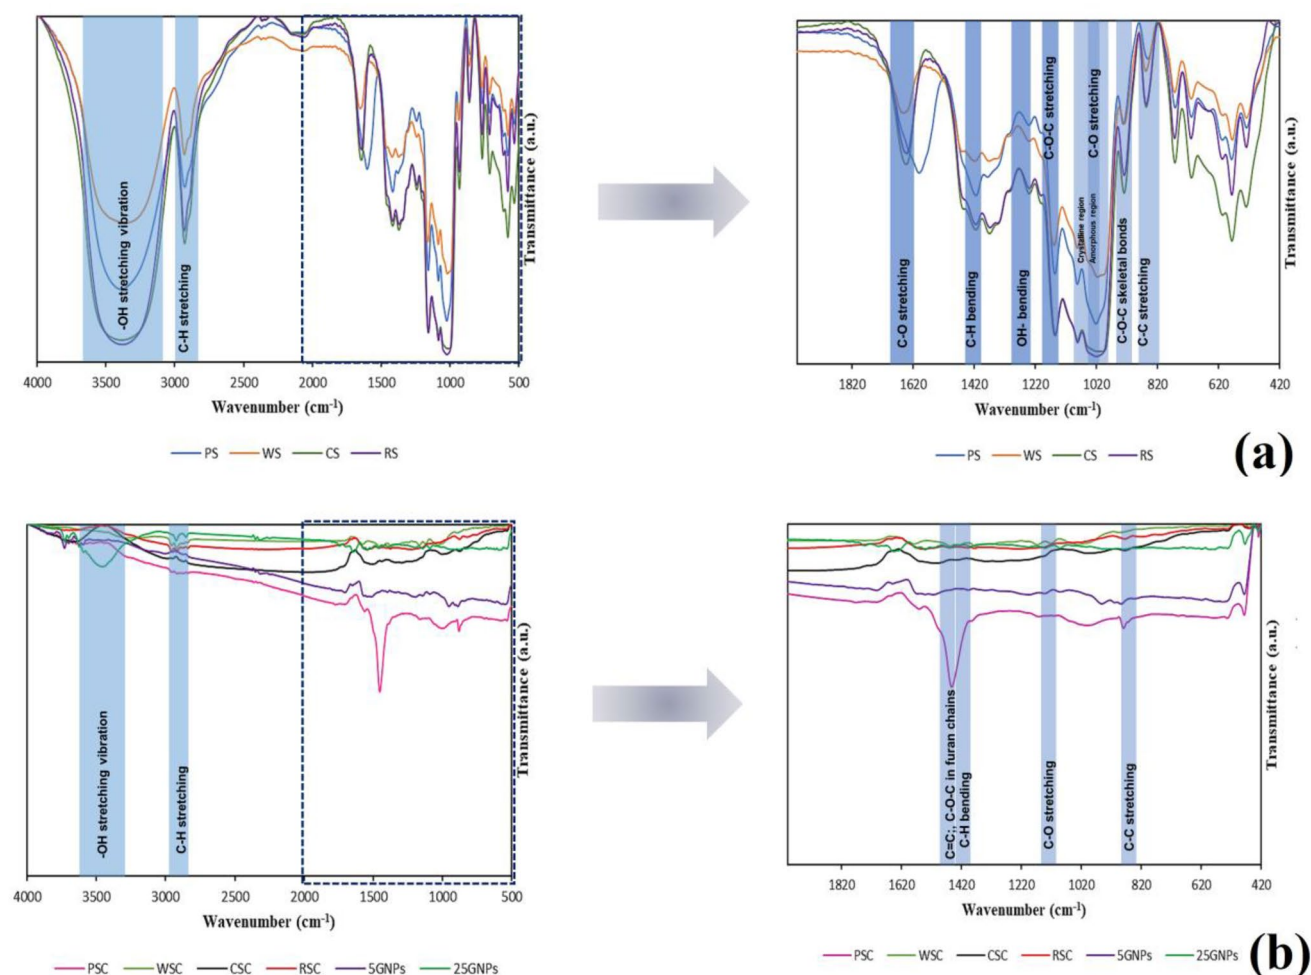 -OH stretching vibration
C-H stretching
Transmittance (a.u.)
4000 3500 3000 2500 2000 1500 1000 500
Wavenumber (cm⁻¹)
PS WS CS RS
C-O stretching
C-H bending
OH- bending
C-O-C stretching
Crystalline region
Amorphous region
C-O stretching
C-O-C skeletal bonds
C-C stretching
Transmittance (a.u.)
1820 1620 1420 1220 1020 820 620 420
Wavenumber (cm⁻¹)
PS WS CS RS
(a)
-OH stretching vibration
C-H stretching
Transmittance (a.u.)
4000 3500 3000 2500 2000 1500 1000 500
Wavenumber (cm⁻¹)
PSC WSC CSC RSC 5GNPs 25GNPs
C=C;, C-O-C in furan chains
C-H bending
C-O stretching
C-C stretching
Transmittance (a.u.)
1820 1620 1420 1220 1020 820 620 420
Wavenumber (cm⁻¹)
PSC WSC CSC RSC 5GNPs 25GNPs
(b)